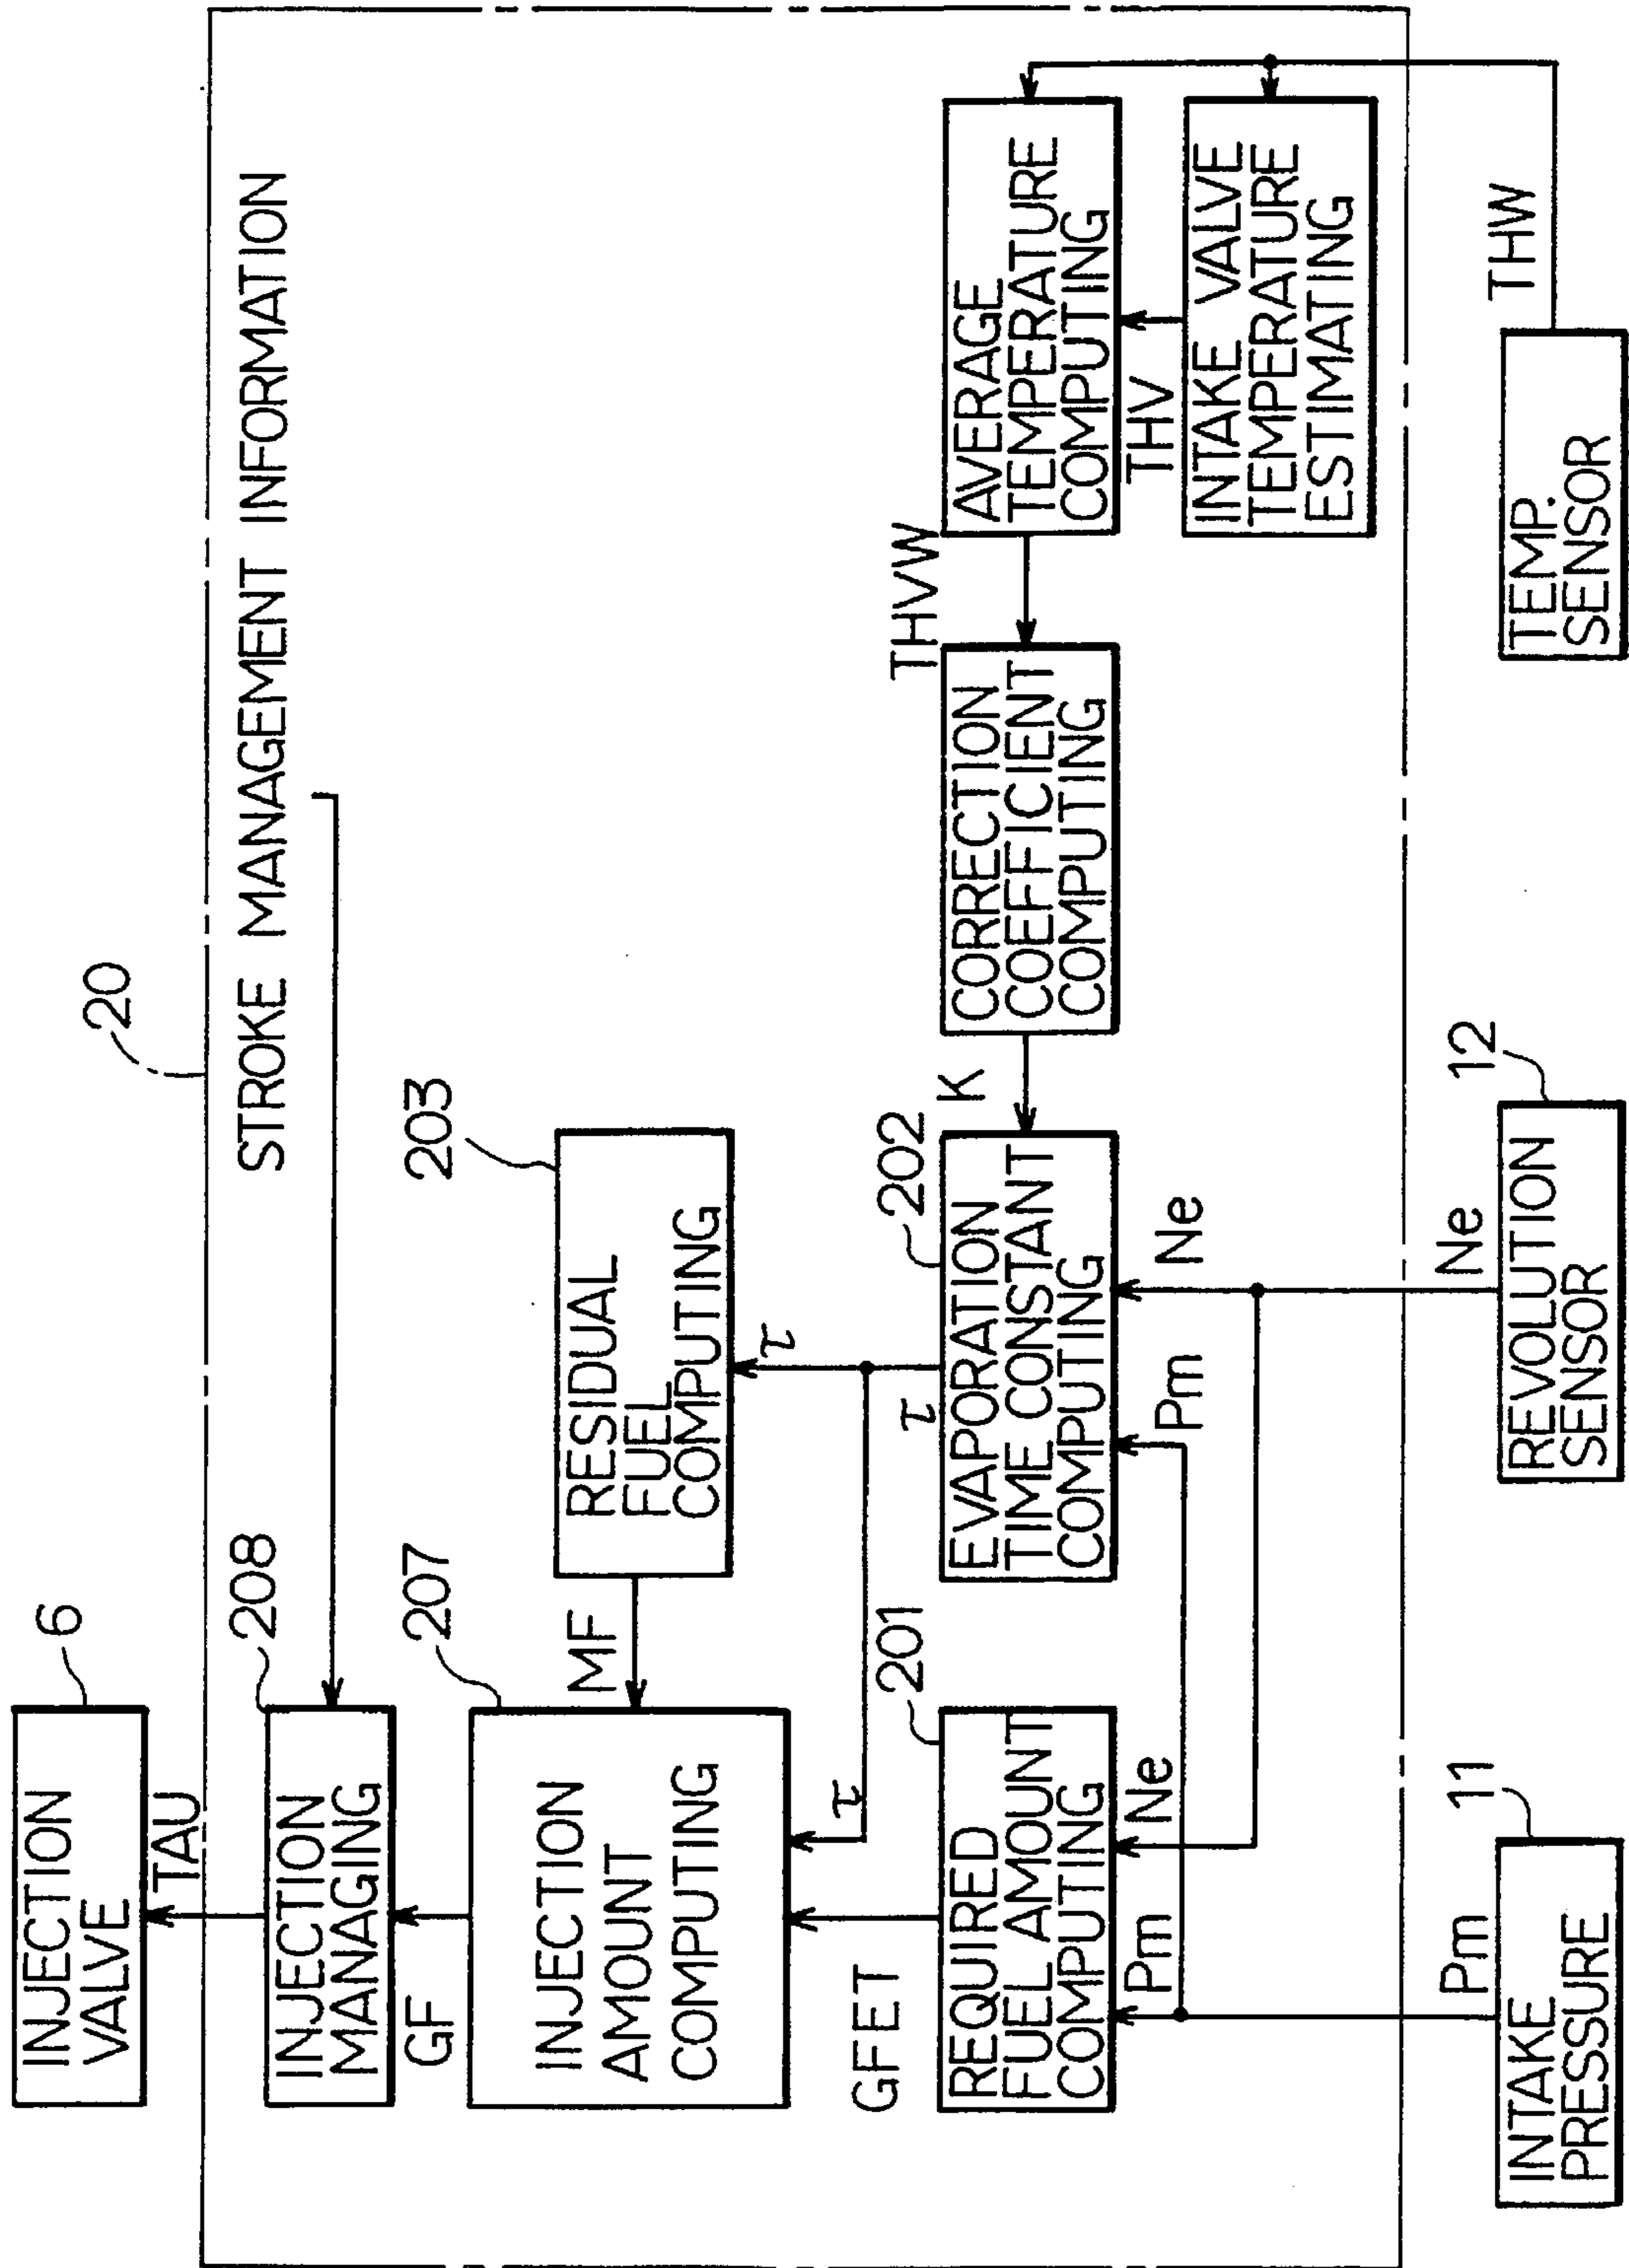 20
STROKE MANAGEMENT INFORMATION
6
INJECTION
VALVE
TAU
208
INJECTION
MANAGING
GF
207
INJECTION
AMOUNT
COMPUTING
MF
203
RESIDUAL
FUEL
COMPUTING
τ
τ
τ
GFET
201
REQUIRED
FUEL AMOUNT
COMPUTING
Pm
Ne
202
EVAPORATION
TIME CONSTANT
COMPUTING
Pm
Ne
K
CORRECTION
COEFFICIENT
COMPUTING
THVW
AVERAGE
TEMPERATURE
COMPUTING
THV
INTAKE VALVE
TEMPERATURE
ESTIMATING
Pm
11
INTAKE
PRESSURE
Ne
12
REVOLUTION
SENSOR
THW
TEMP.
SENSOR